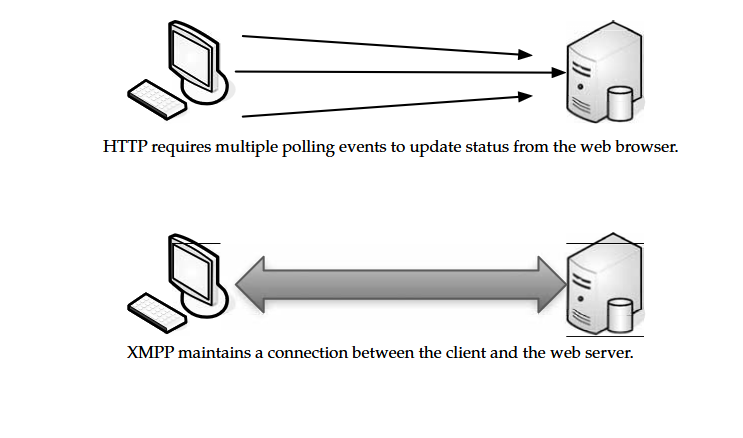 HTTP requires multiple polling events to update status from the web browser.
XMPP maintains a connection between the client and the web server.